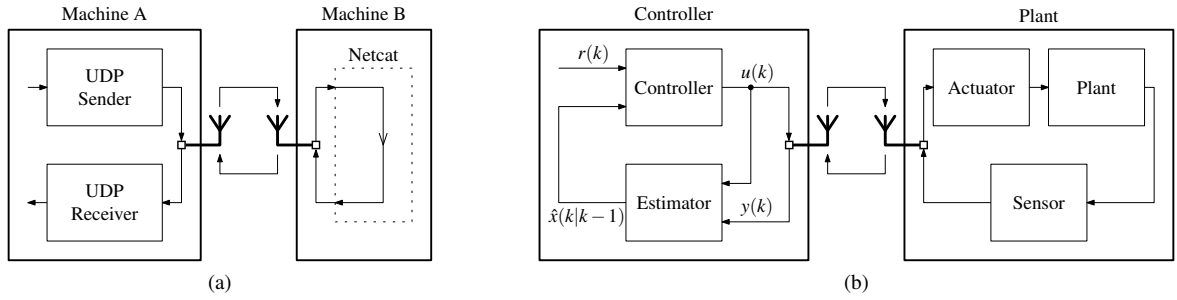 Machine A
Machine B
Controller
Plant
UDP
Sender
UDP
Receiver
Netcat
r(k)
Controller
u(k)
Estimator
x̂(k|k−1)
y(k)
Actuator
Plant
Sensor
(a)
(b)